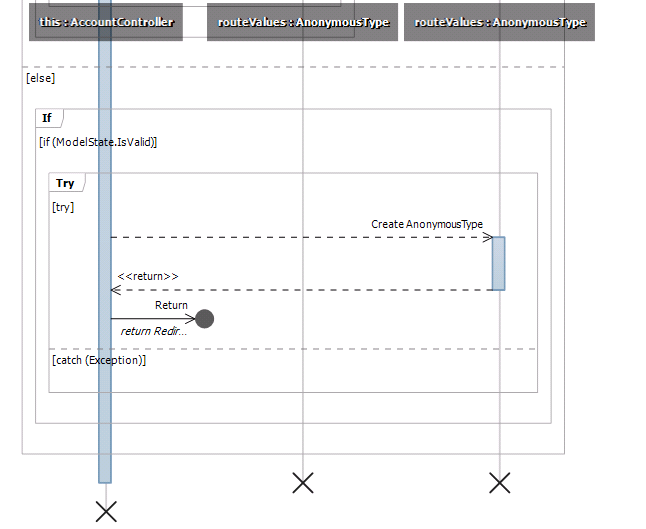 this : AccountController
routeValues : AnonymousType
routeValues : AnonymousType
[else]
If
[if (ModelState.IsValid)]
Try
[try]
Create AnonymousType
<<return>>
Return
return Redir...
[catch (Exception)]